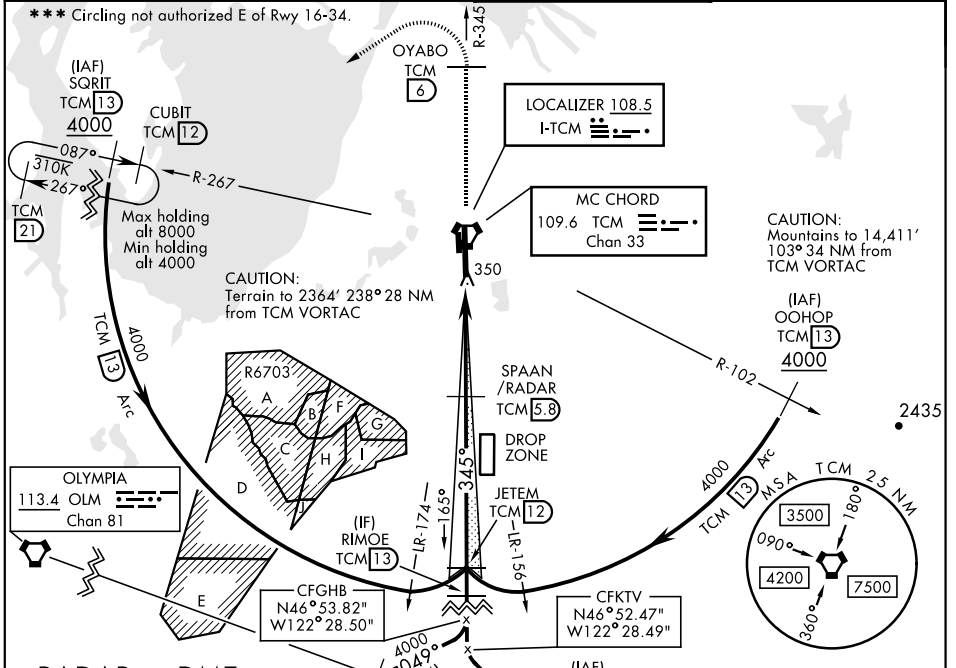 *** Circling not authorized E of Rwy 16-34.
R-345
OYABO
TCM
6
(IAF)
SQRIT
TCM 13
4000
CUBIT
TCM 12
LOCALIZER 108.5
I-TCM
087°
310K
267°
R-267
TCM
21
Max holding
alt 8000
Min holding
alt 4000
MC CHORD
109.6 TCM
Chan 33
CAUTION:
Mountains to 14,411'
103° 34 NM from
TCM VORTAC
350
CAUTION:
Terrain to 2364' 238° 28 NM
from TCM VORTAC
(IAF)
OOHOP
TCM 13
4000
4000
TCM 13 Arc
R-102
R6703
A
B
F
G
C
H
I
J
D
E
SPAAN
/RADAR
TCM 5.8
2435
DROP
ZONE
345°
4000
TCM 13 Arc
OLYMPIA
113.4 OLM
Chan 81
JETEM
TCM 12
LR-174
165°
LR-156
(IF)
RIMOE
TCM 13
MSA TCM 25 NM
3500
180°
090°
4200
7500
360°
CFGHB
N46° 53.82"
W122° 28.50"
CFKTV
N46° 52.47"
W122° 28.49"
x
x
4000
049°
(IAF)